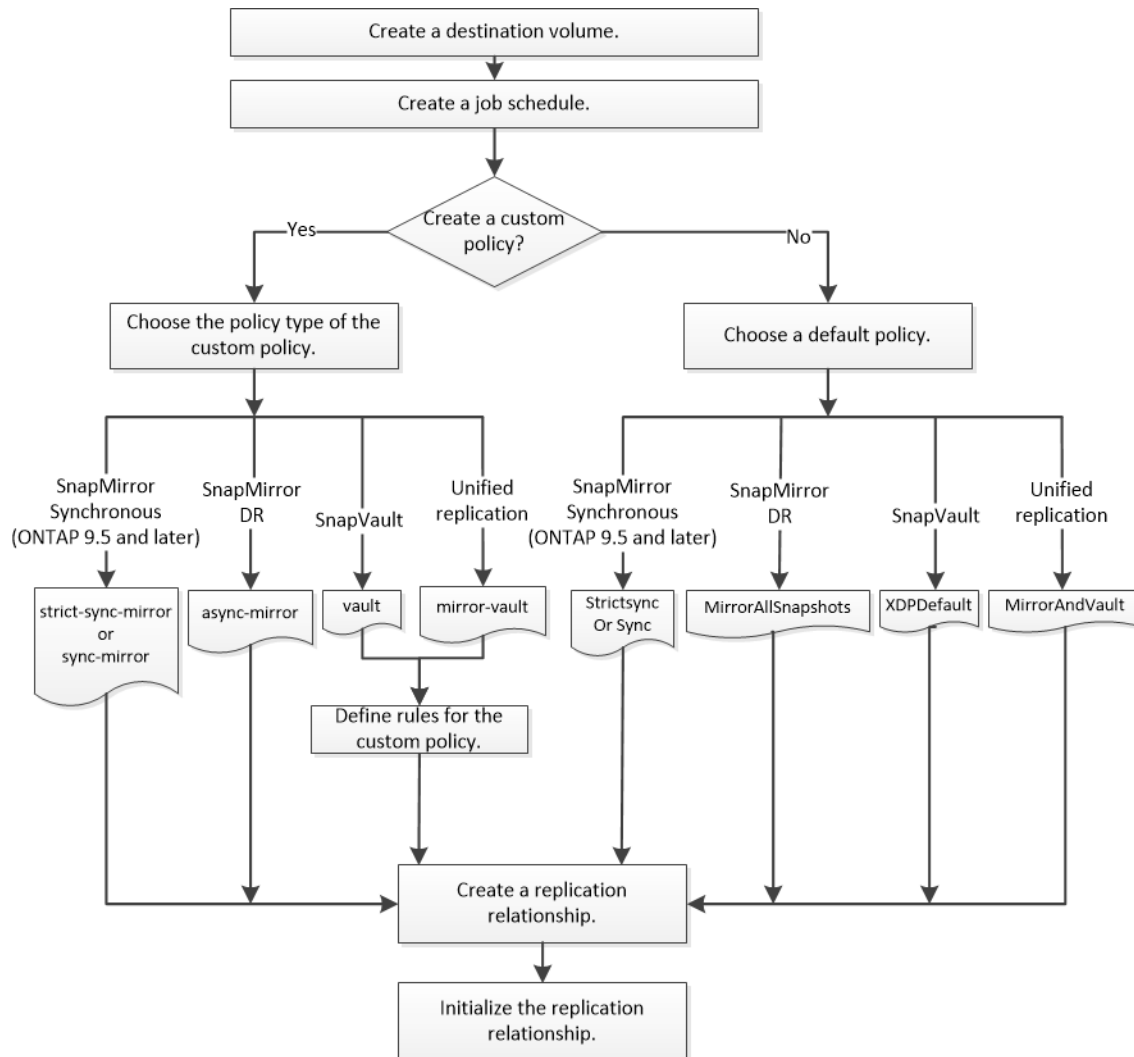 Create a destination volume.
Create a job schedule.
Create a custom
policy?
Yes
No
Choose the policy type of the
custom policy.
Choose a default policy.
SnapMirror
Synchronous
(ONTAP 9.5 and later)
SnapMirror
DR
SnapVault
Unified
replication
SnapMirror
Synchronous
(ONTAP 9.5 and later)
SnapMirror
DR
SnapVault
Unified
replication
strict-sync-mirror
or
sync-mirror
async-mirror
vault
mirror-vault
Strictsync
Or Sync
MirrorAllSnapshots
XDPDefault
MirrorAndVault
Define rules for the
custom policy.
Create a replication
relationship.
Initialize the replication
relationship.